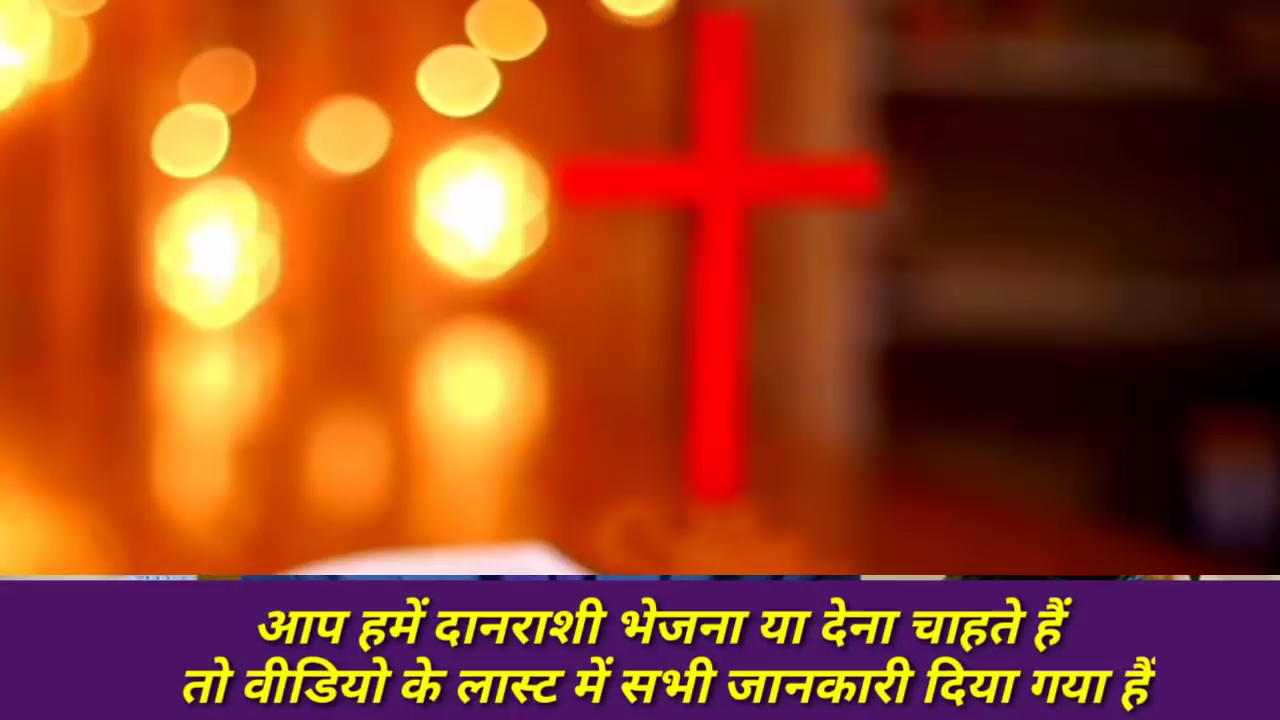 आप हमें दानराशी भेजना या देना चाहते हैं
तो वीडियो के लास्ट में सभी जानकारी दिया गया हैं